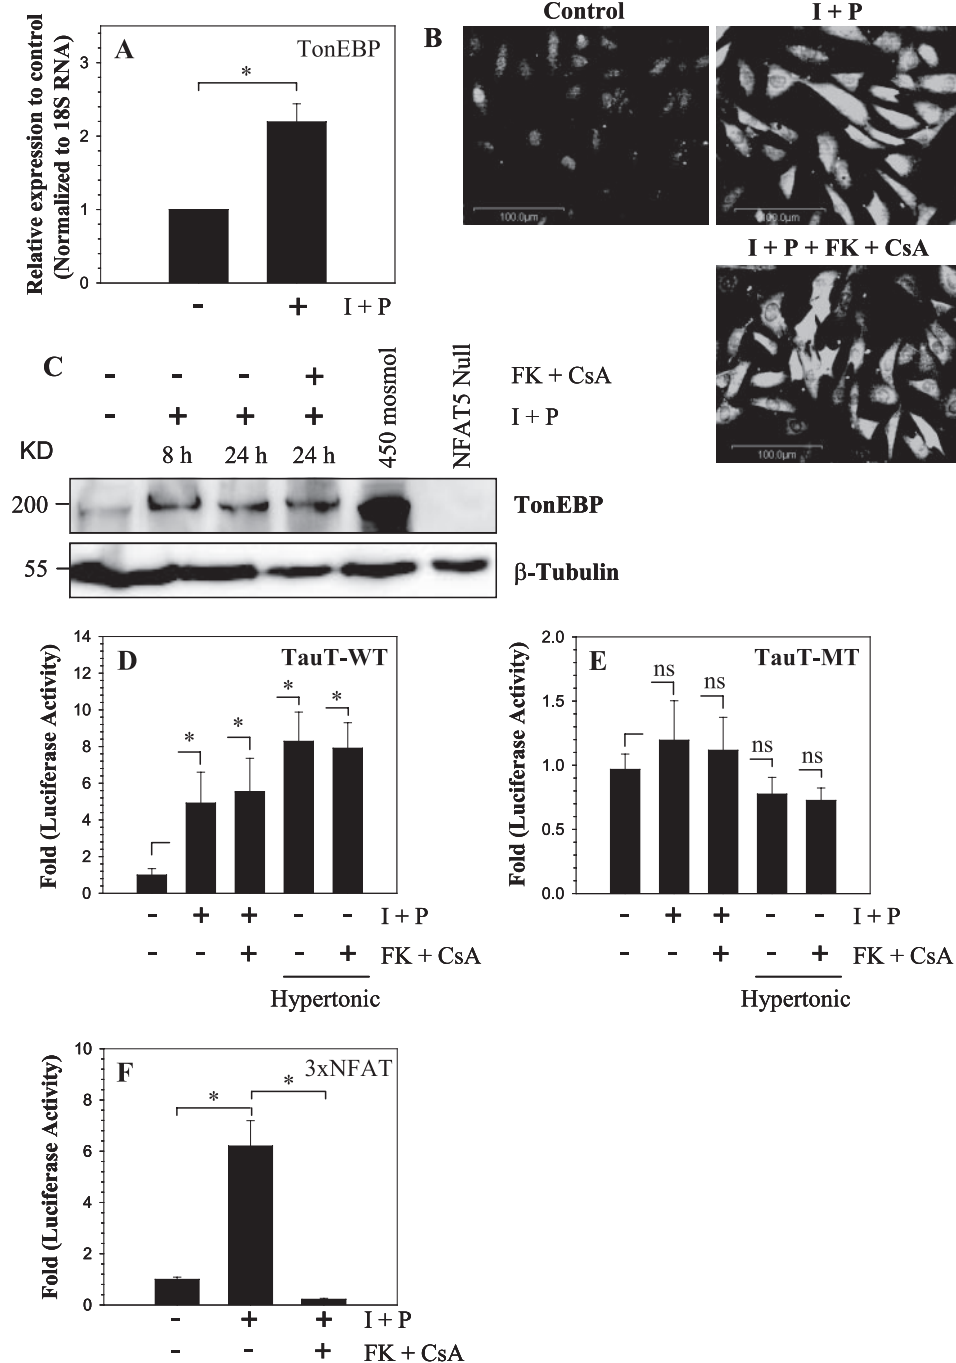 Control
I + P
A
TonEBP
B
Relative expression to control
(Normalized to 18S RNA)
3
2
1
0
*
- + I + P
100.0µm
100.0µm
I + P + FK + CsA
100.0µm
C
- - - + FK + CsA
- + + + I + P
450 mosmol
NFAT5 Null
KD
8 h 24 h 24 h
200
TonEBP
55
β-Tubulin
D
TauT-WT
Fold (Luciferase Activity)
14
12
10
8
6
4
2
0
* * * *
- + + - - I + P
- - + - + FK + CsA
Hypertonic
E
TauT-MT
Fold (Luciferase Activity)
2.0
1.5
1.0
0.5
0.0
ns ns ns ns
- + + - - I + P
- - + - + FK + CsA
Hypertonic
F
3xNFAT
Fold (Luciferase Activity)
10
8
6
4
2
0
* *
- + + I + P
- - + FK + CsA